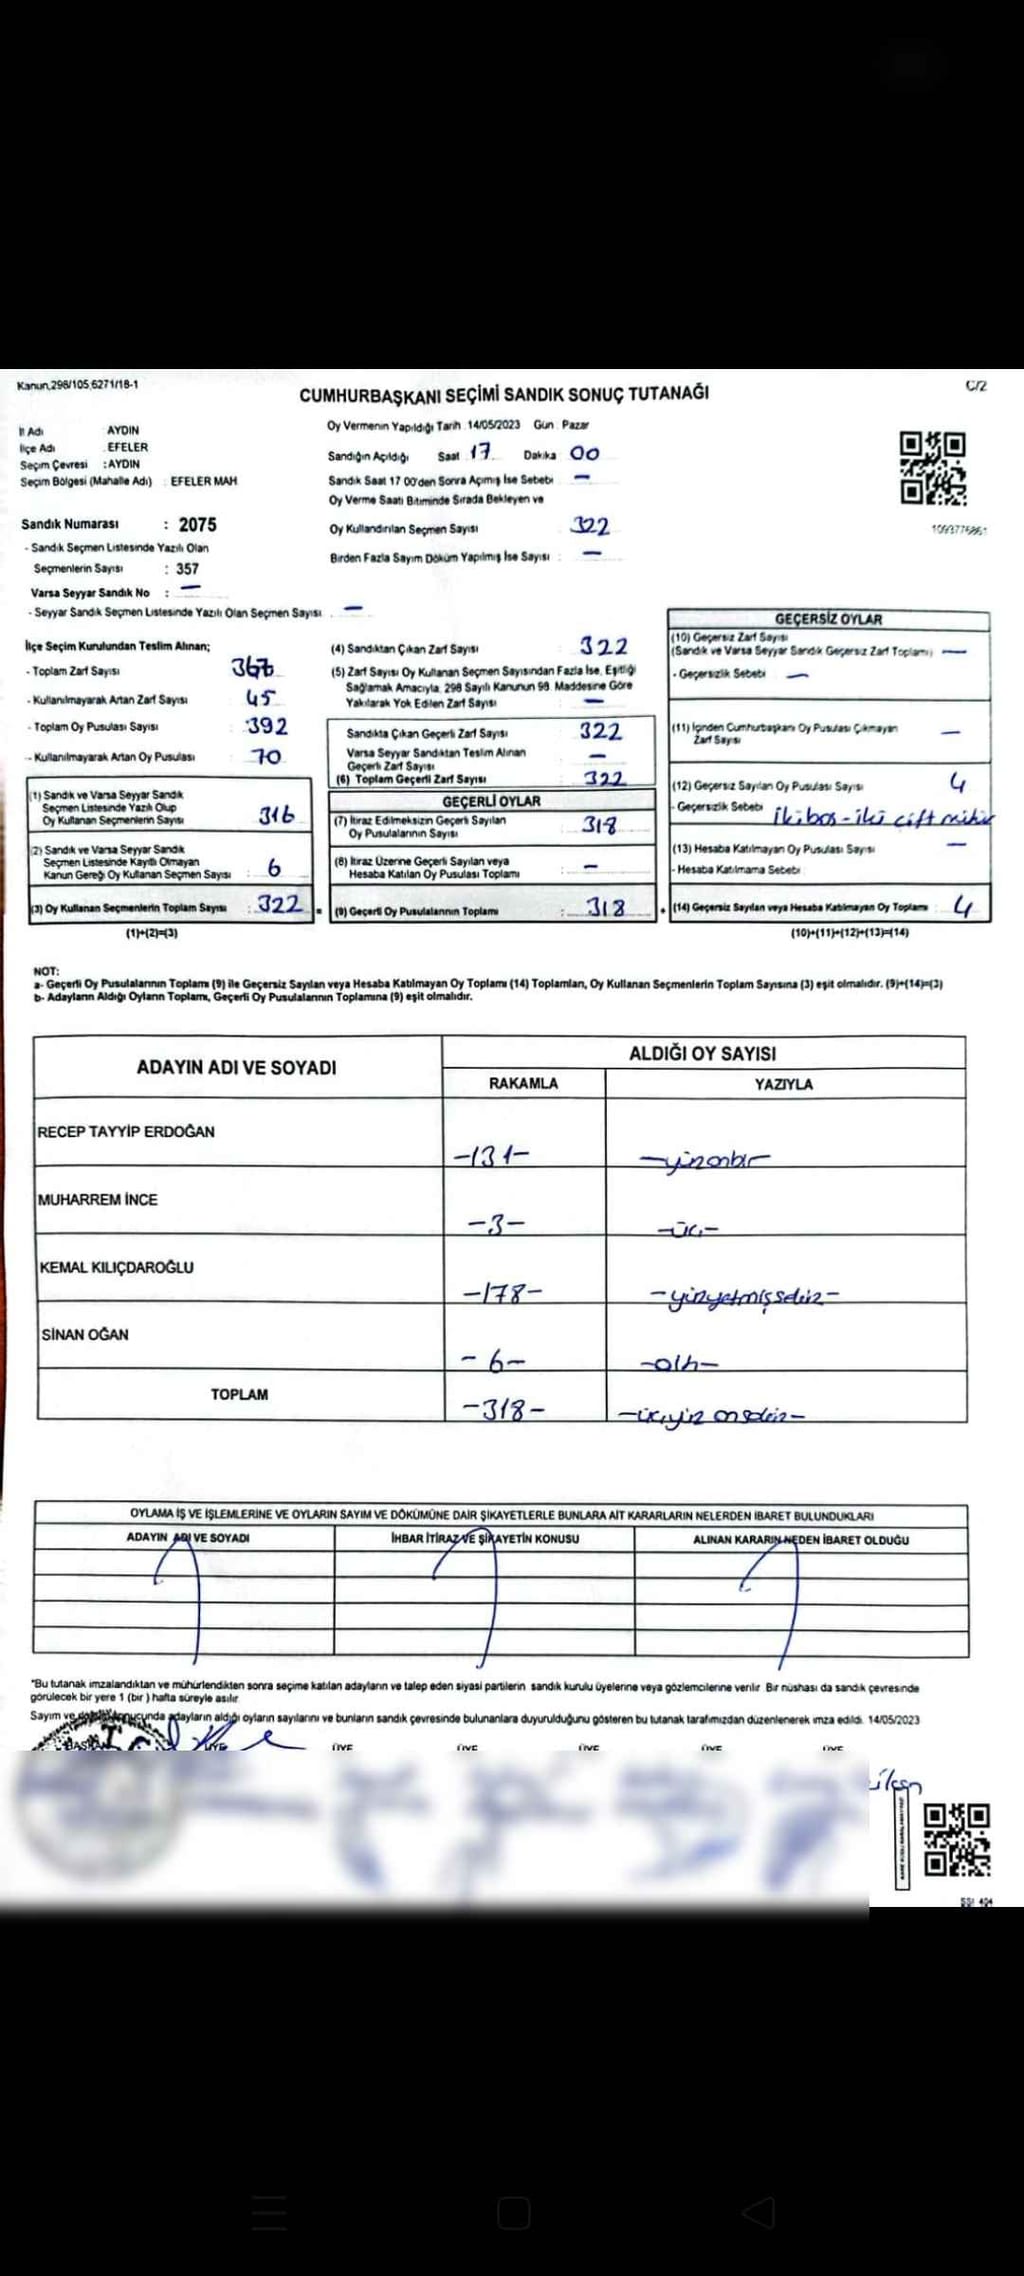 Kanun,298/105,6271/18-1
C/2
CUMHURBAŞKANI SEÇİMİ SANDIK SONUÇ TUTANAĞI
İl Adı : AYDIN
İlçe Adı : EFELER
Seçim Çevresi : AYDIN
Seçim Bölgesi (Mahalle Adı) : EFELER MAH
Sandık Numarası : 2075
- Sandık Seçmen Listesinde Yazılı Olan
Seçmenlerin Sayısı : 357
Varsa Seyyar Sandık No : —
- Seyyar Sandık Seçmen Listesinde Yazılı Olan Seçmen Sayısı : —
Oy Vermenin Yapıldığı Tarih : 14/05/2023 Gün : Pazar
Sandığın Açıldığı Saat 17 Dakika 00
Sandık Saat 17 00'den Sonra Açımış İse Sebebi —
Oy Verme Saati Bitiminde Sırada Bekleyen ve
Oy Kullandırılan Seçmen Sayısı : 322
Birden Fazla Sayım Döküm Yapılmış İse Sayısı : —
1093776861
İlçe Seçim Kurulundan Teslim Alınan;
- Toplam Zarf Sayısı : 367
- Kullanılmayarak Artan Zarf Sayısı : 45
- Toplam Oy Pusulası Sayısı : 392
- Kullanılmayarak Artan Oy Pusulası : 70
(1) Sandık ve Varsa Seyyar Sandık
Seçmen Listesinde Yazılı Olup
Oy Kullanan Seçmenlerin Sayısı : 316
(2) Sandık ve Varsa Seyyar Sandık
Seçmen Listesinde Kayıtlı Olmayan
Kanun Gereği Oy Kullanan Seçmen Sayısı : 6
(3) Oy Kullanan Seçmenlerin Toplam Sayısı : 322 =
(1)+(2)=(3)
(4) Sandıktan Çıkan Zarf Sayısı : 322
(5) Zarf Sayısı Oy Kullanan Seçmen Sayısından Fazla İse, Eşitliği
Sağlamak Amacıyla, 298 Sayılı Kanunun 98. Maddesine Göre
Yakılarak Yok Edilen Zarf Sayısı : —
Sandıkta Çıkan Geçerli Zarf Sayısı : 322
Varsa Seyyar Sandıktan Teslim Alınan
Geçerli Zarf Sayısı : —
(6) Toplam Geçerli Zarf Sayısı : 322
GEÇERLİ OYLAR
(7) İtiraz Edilmeksizin Geçerli Sayılan
Oy Pusulalarının Sayısı : 318
(8) İtiraz Üzerine Geçerli Sayılan veya
Hesaba Katılan Oy Pusulası Toplamı : —
(9) Geçerli Oy Pusulalarının Toplamı : 318 +
GEÇERSİZ OYLAR
(10) Geçersiz Zarf Sayısı
(Sandık ve Varsa Seyyar Sandık Geçersiz Zarf Toplamı) —
- Geçersizlik Sebebi : —
(11) İçinden Cumhurbaşkanı Oy Pusulası Çıkmayan
Zarf Sayısı : —
(12) Geçersiz Sayılan Oy Pusulası Sayısı : 4
- Geçersizlik Sebebi İki boş - iki çift mühür
(13) Hesaba Katılmayan Oy Pusulası Sayısı : —
- Hesaba Katılmama Sebebi :
(14) Geçersiz Sayılan veya Hesaba Katılmayan Oy Toplamı : 4
(10)+(11)+(12)+(13)=(14)
NOT:
a- Geçerli Oy Pusulalarının Toplamı (9) ile Geçersiz Sayılan veya Hesaba Katılmayan Oy Toplamı (14) Toplamları, Oy Kullanan Seçmenlerin Toplam Sayısına (3) eşit olmalıdır. (9)+(14)=(3)
b- Adayların Aldığı Oyların Toplamı, Geçerli Oy Pusulalarının Toplamına (9) eşit olmalıdır.
ADAYIN ADI VE SOYADI
ALDIĞI OY SAYISI
RAKAMLA YAZIYLA
RECEP TAYYİP ERDOĞAN -131- -yüzonbir-
MUHARREM İNCE -3- -üç-
KEMAL KILIÇDAROĞLU -178- -yüzyetmişsekiz-
SİNAN OĞAN -6- -altı-
TOPLAM -318- -üçyüz onsekiz-
OYLAMA İŞ VE İŞLEMLERİNE VE OYLARIN SAYIM VE DÖKÜMÜNE DAİR ŞİKAYETLERLE BUNLARA AİT KARARLARIN NELERDEN İBARET BULUNDUKLARI
ADAYIN ADI VE SOYADI İHBAR İTİRAZ VE ŞİKAYETİN KONUSU ALINAN KARARIN NEDEN İBARET OLDUĞU
*Bu tutanak imzalandıktan ve mühürlendikten sonra seçime katılan adayların ve talep eden siyasi partilerin sandık kurulu üyelerine veya gözlemcilerine verilir. Bir nüshası da sandık çevresinde
görülecek bir yere 1 (bir ) hafta süreyle asılır.
Sayım ve döküm sonucunda adayların aldığı oyların sayılarını ve bunların sandık çevresinde bulunanlara duyurulduğunu gösteren bu tutanak tarafımızdan düzenlenerek imza edildi. 14/05/2023
BAŞKAN ÜYE ÜYE ÜYE ÜYE ÜYE ÜYE
SSI 404